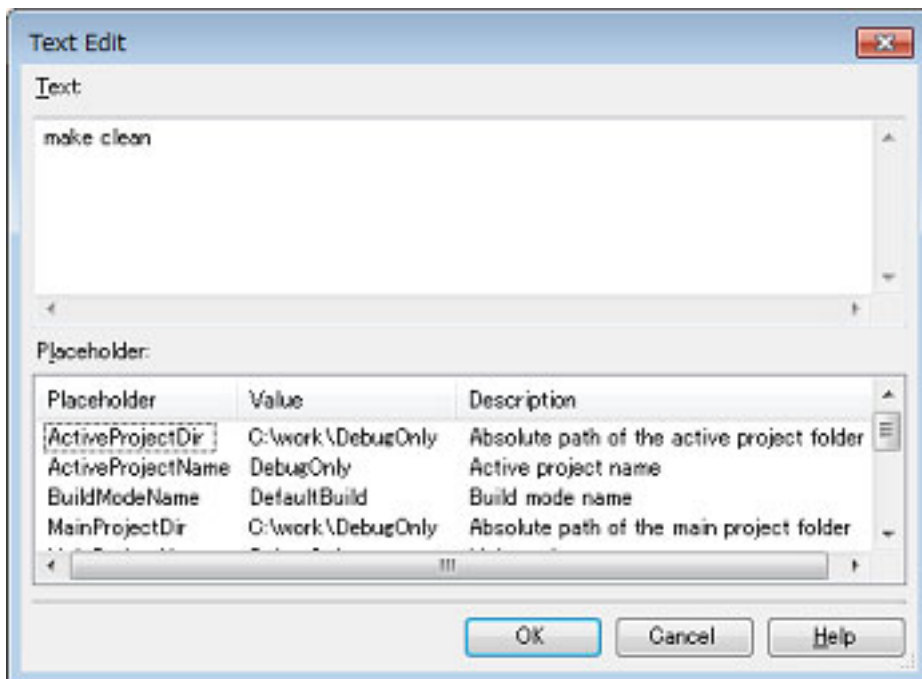 Text Edit
Text:
make clean
Placeholder:
Placeholder Value Description
ActiveProjectDir C:\work\DebugOnly Absolute path of the active project folder
ActiveProjectName DebugOnly Active project name
BuildModeName DefaultBuild Build mode name
MainProjectDir C:\work\DebugOnly Absolute path of the main project folder
OK Cancel Help